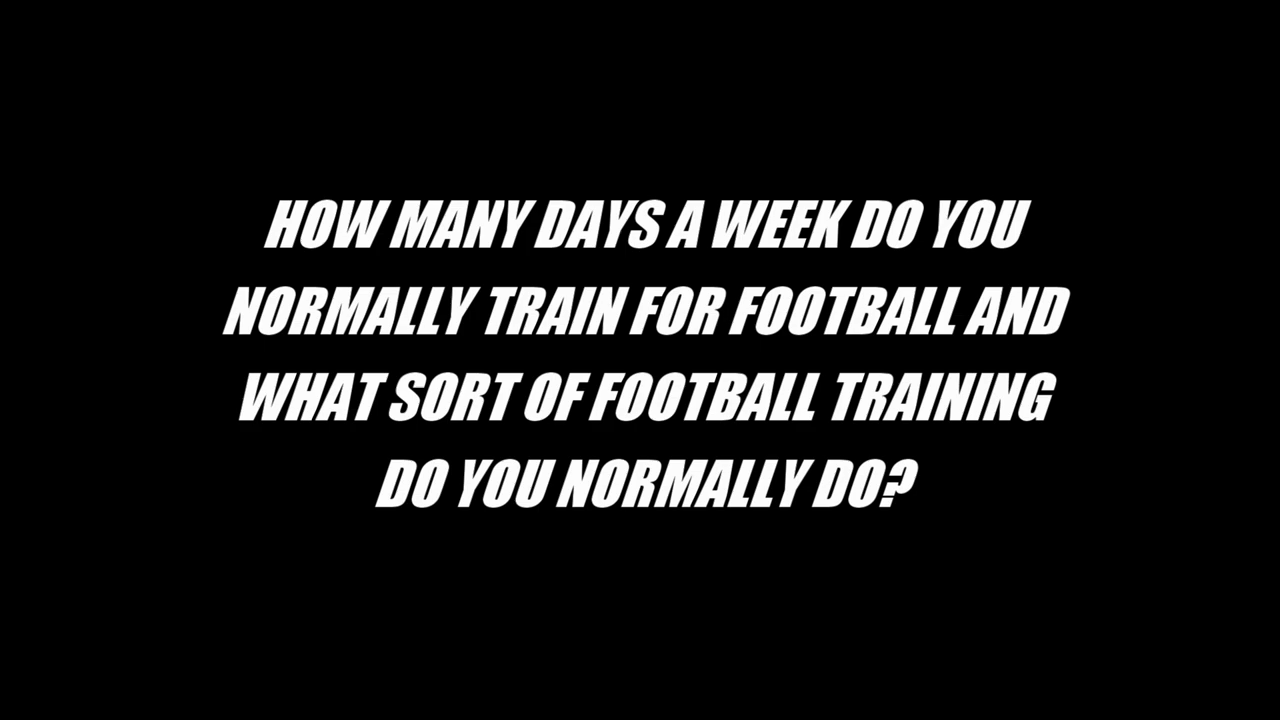 HOW MANY DAYS A WEEK DO YOU
NORMALLY TRAIN FOR FOOTBALL AND
WHAT SORT OF FOOTBALL TRAINING
DO YOU NORMALLY DO?